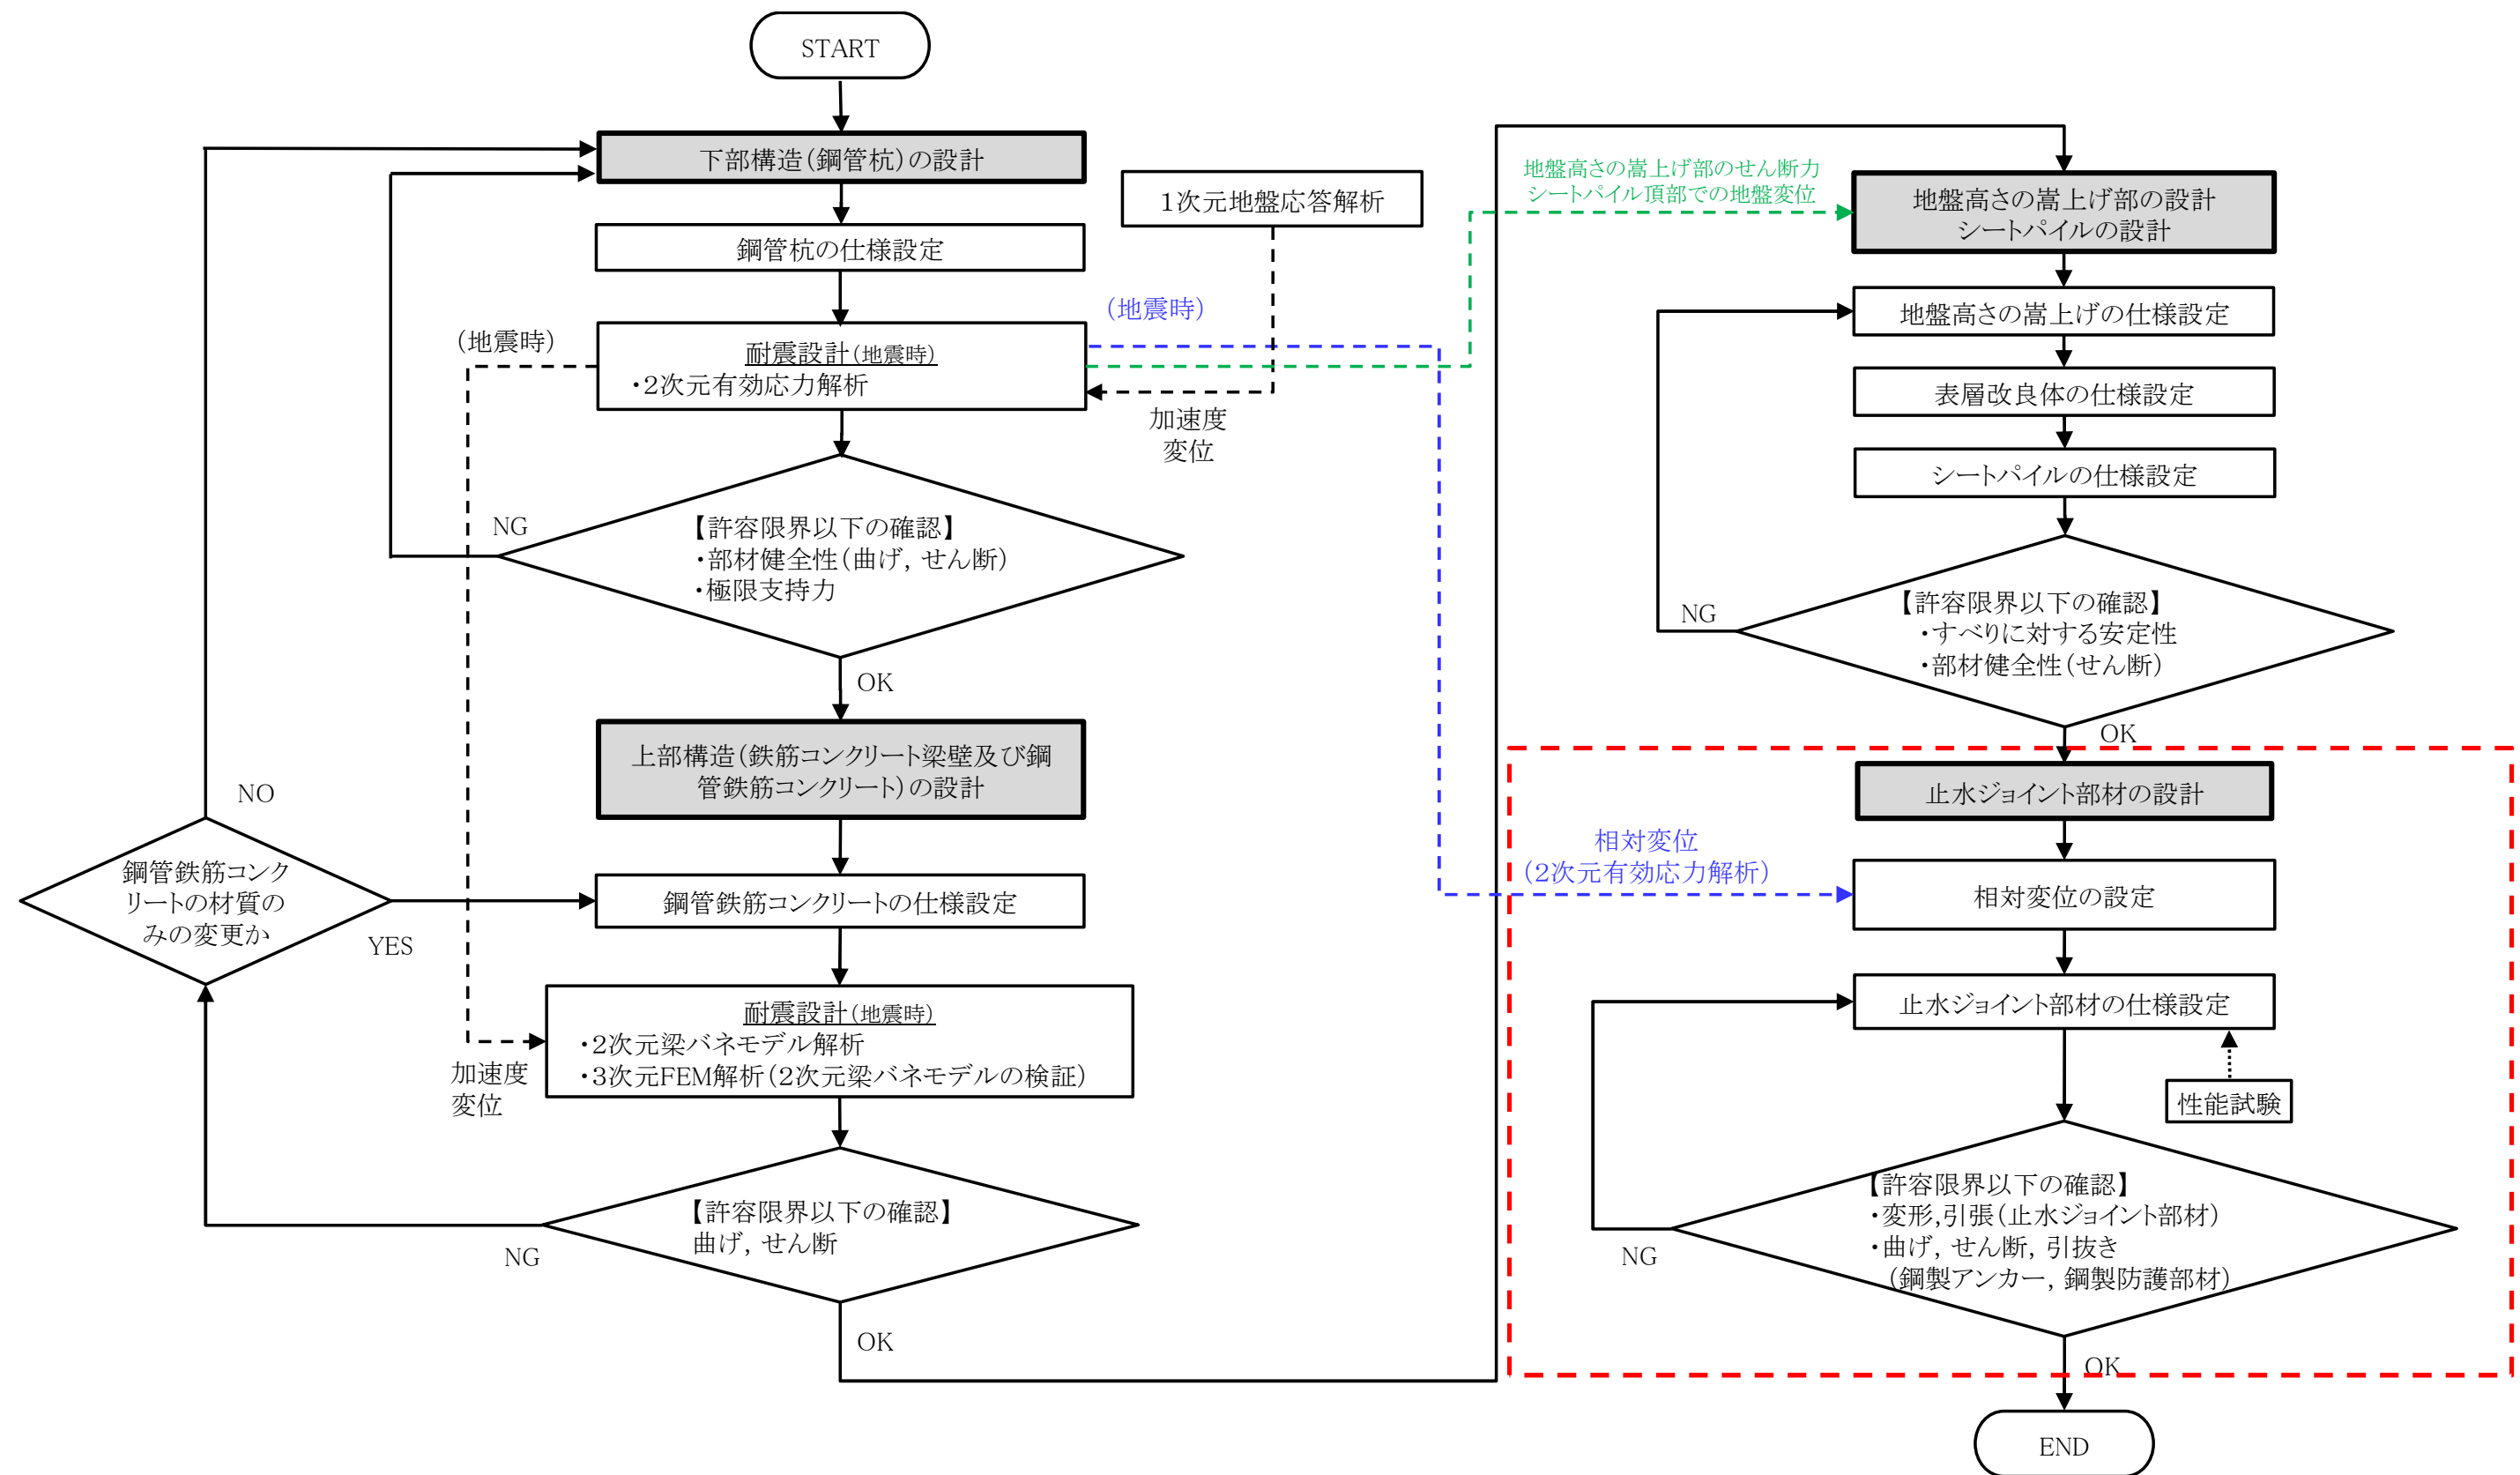 START
下部構造(鋼管杭)の設計
鋼管杭の仕様設定
1次元地盤応答解析
(地震時)
耐震設計(地震時)
・2次元有効応力解析
(地震時)
加速度
変位
【許容限界以下の確認】
・部材健全性(曲げ, せん断)
・極限支持力
NG
OK
上部構造(鉄筋コンクリート梁壁及び鋼
管鉄筋コンクリート)の設計
NO
鋼管鉄筋コンク
リートの材質の
みの変更か
YES
鋼管鉄筋コンクリートの仕様設定
耐震設計(地震時)
・2次元梁バネモデル解析
・3次元FEM解析(2次元梁バネモデルの検証)
加速度
変位
【許容限界以下の確認】
曲げ, せん断
NG
OK
地盤高さの嵩上げ部のせん断力
シートパイル頂部での地盤変位
地盤高さの嵩上げ部の設計
シートパイルの設計
地盤高さの嵩上げの仕様設定
表層改良体の仕様設定
シートパイルの仕様設定
【許容限界以下の確認】
・すべりに対する安定性
・部材健全性(せん断)
NG
OK
止水ジョイント部材の設計
相対変位
(2次元有効応力解析)
相対変位の設定
止水ジョイント部材の仕様設定
性能試験
【許容限界以下の確認】
・変形,引張(止水ジョイント部材)
・曲げ, せん断, 引抜き
(鋼製アンカー, 鋼製防護部材)
NG
OK
END